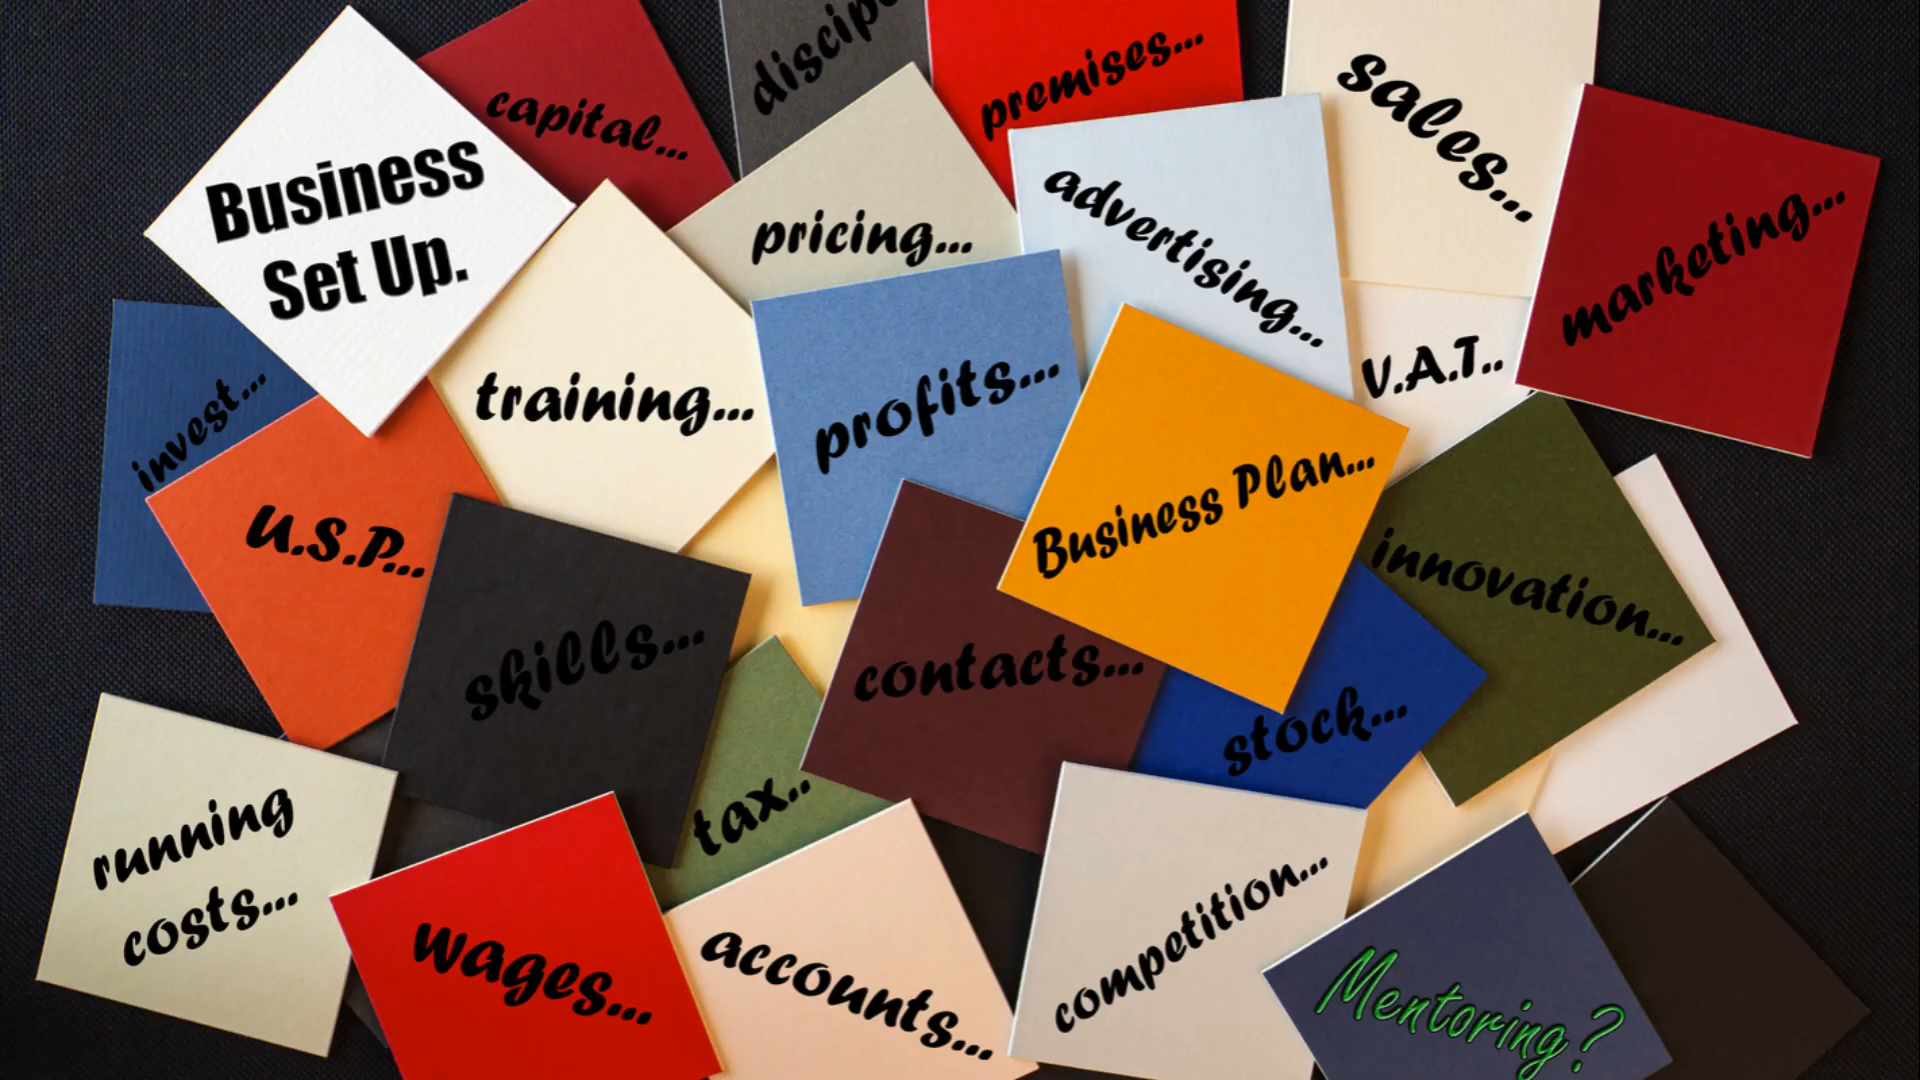 Business
Set Up.
capital...
premises...
sales...
pricing...
advertising...
marketing...
invest...
training...
profits...
V.A.T..
U.S.P...
Business Plan...
innovation...
skills...
contacts...
stock...
tax..
running
costs...
wages...
accounts...
competition...
Mentoring?